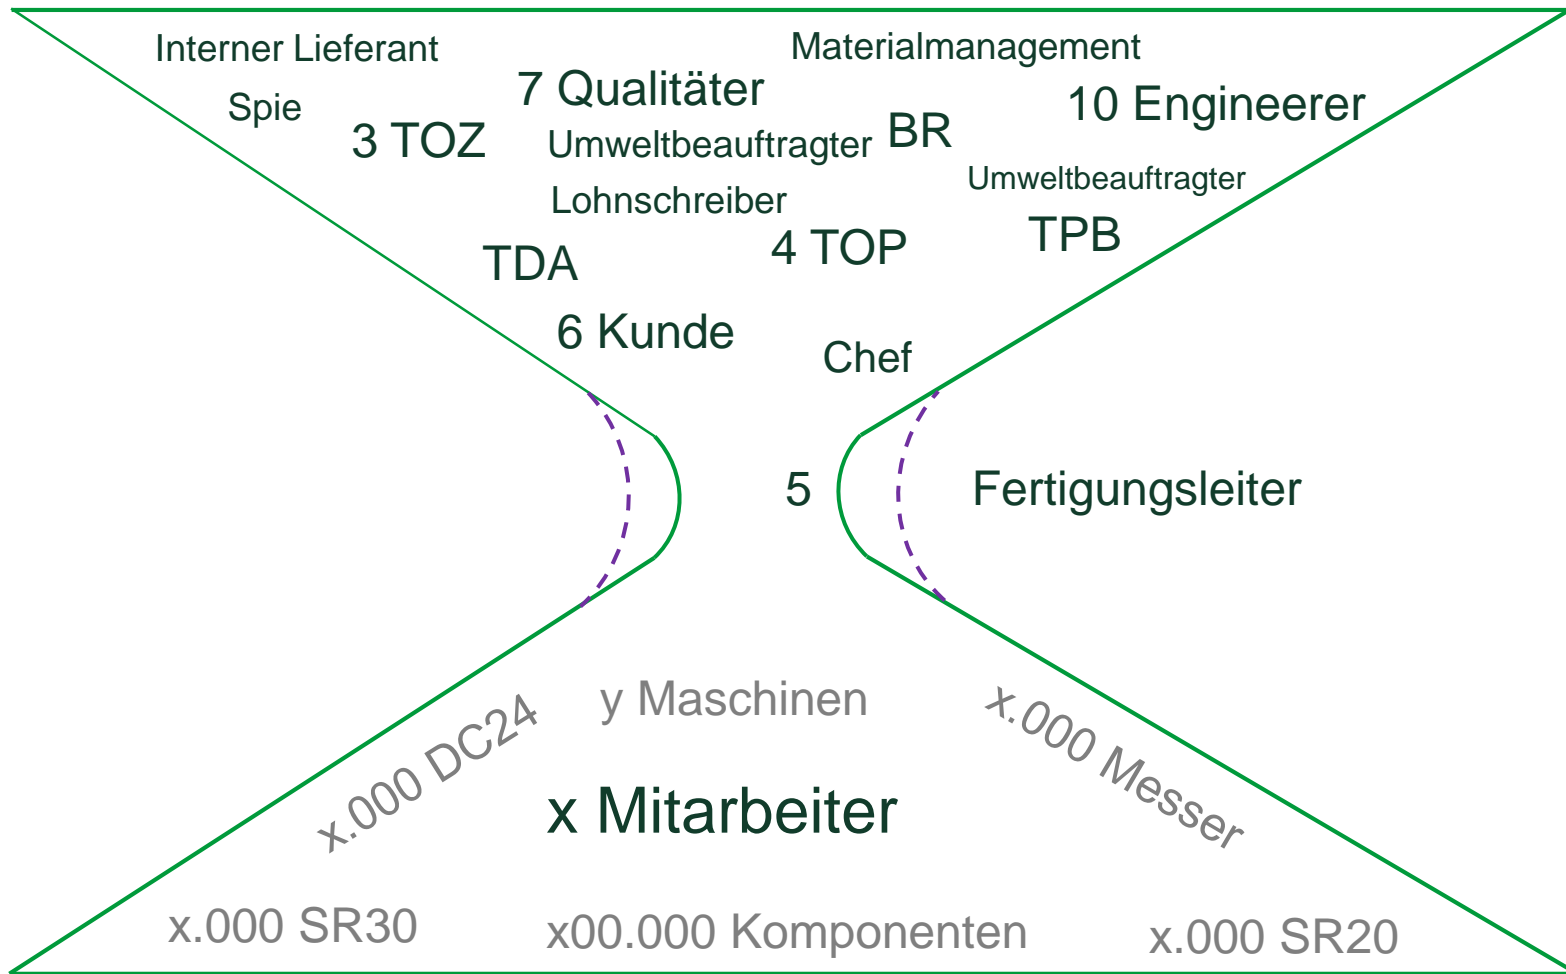 Interner Lieferant
Materialmanagement
7 Qualitäter
Spie
10 Engineerer
3 TOZ
Umweltbeauftragter
BR
Umweltbeauftragter
Lohnschreiber
TPB
4 TOP
TDA
6 Kunde
Chef
5 Fertigungsleiter
y Maschinen
x.000 DC24
x.000 Messer
x Mitarbeiter
x.000 SR30
x00.000 Komponenten
x.000 SR20